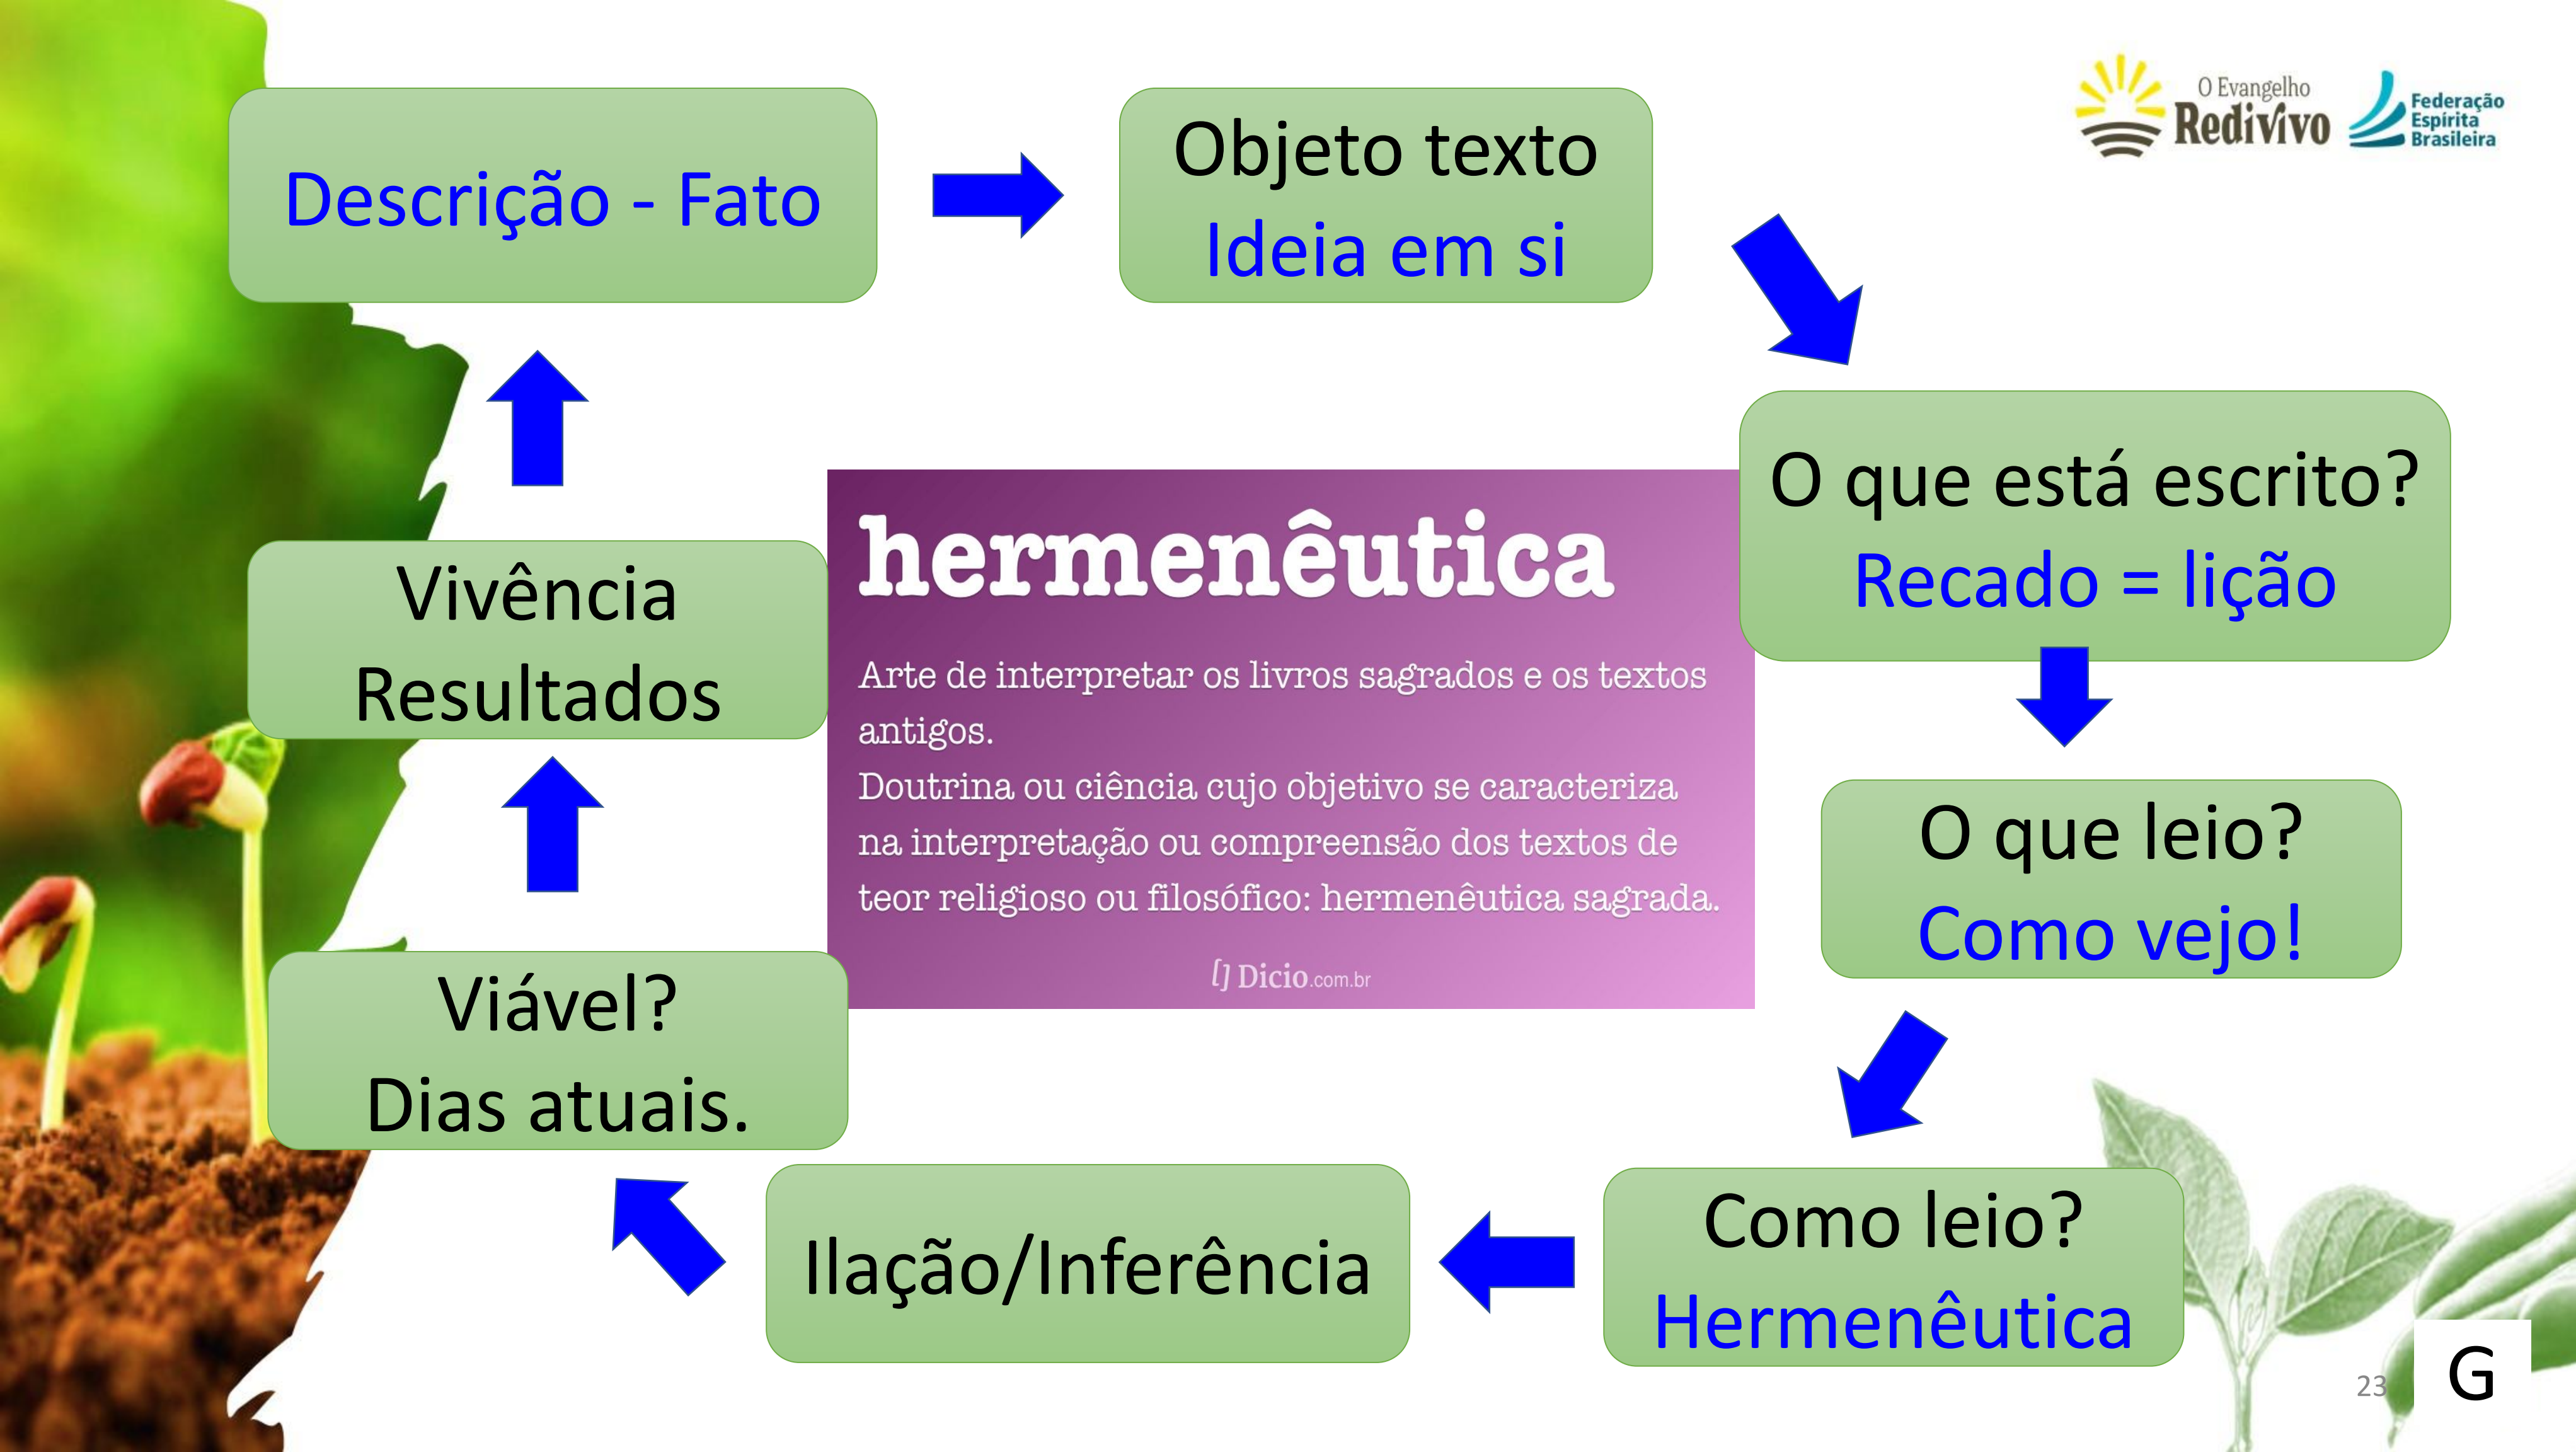 O Evangelho
Redivivo
Federação
Espírita
Brasileira
Descrição - Fato
Objeto texto
Ideia em si
O que está escrito?
Recado = lição
O que leio?
Como vejo!
Como leio?
Hermenêutica
Ilação/Inferência
Viável?
Dias atuais.
Vivência
Resultados
hermenêutica
Arte de interpretar os livros sagrados e os textos
antigos.
Doutrina ou ciência cujo objetivo se caracteriza
na interpretação ou compreensão dos textos de
teor religioso ou filosófico: hermenêutica sagrada.
Dicio.com.br
23
G